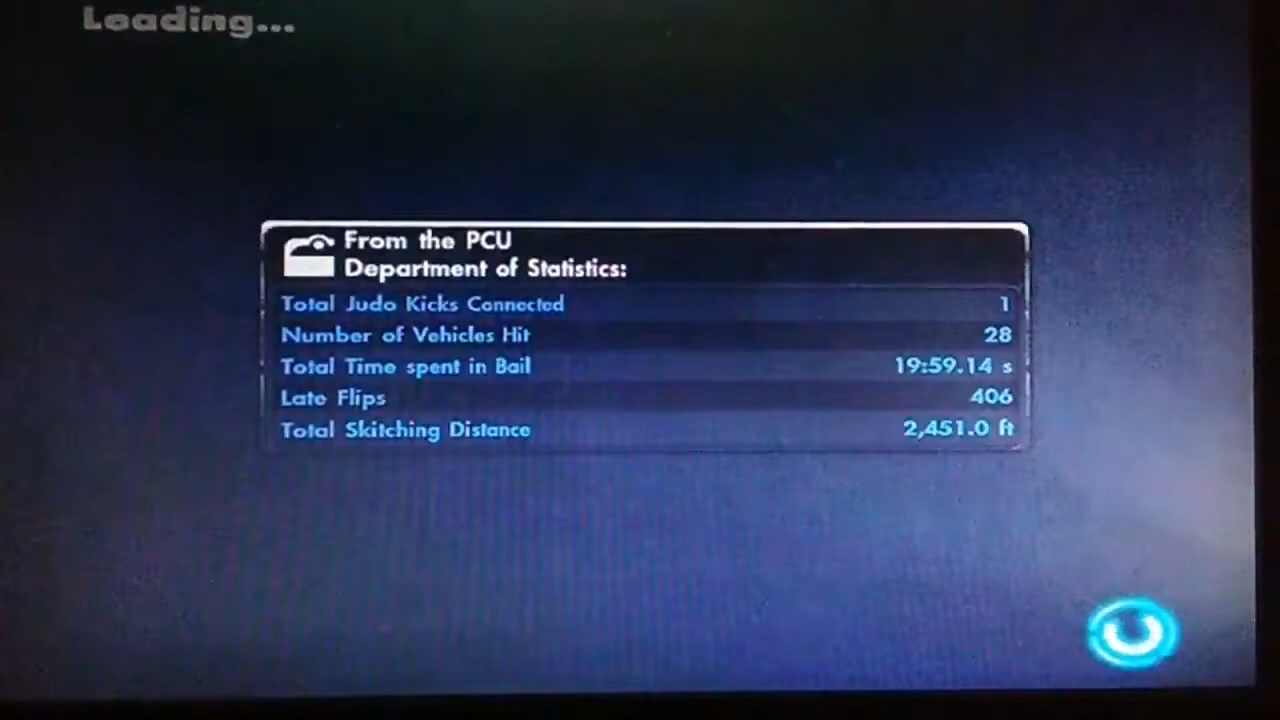 Loading...
From the PCU
Department of Statistics:
Total Judo Kicks Connected 1
Number of Vehicles Hit 28
Total Time spent in Bail 19:59.14 s
Late Flips 406
Total Skitching Distance 2,451.0 ft